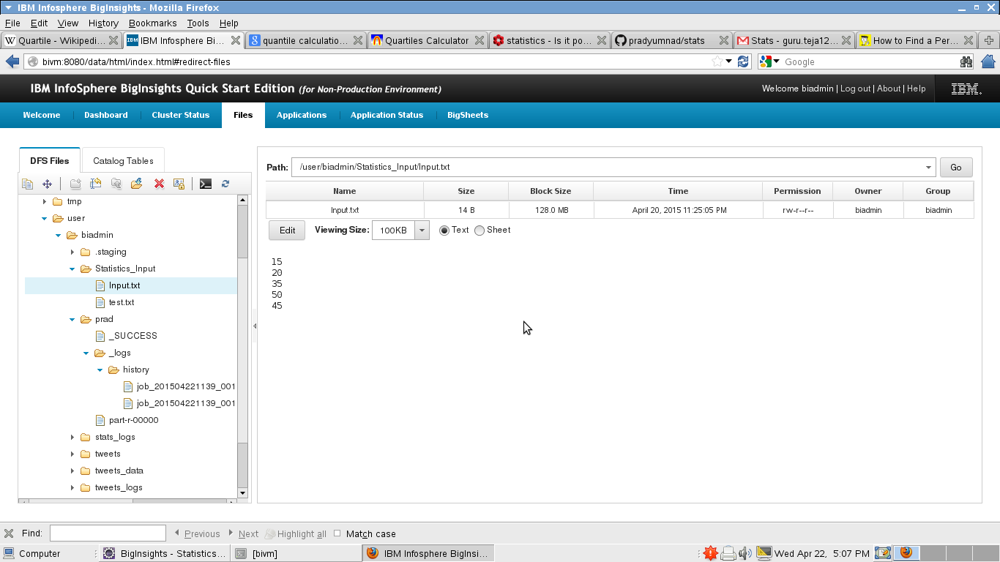 IBM Infosphere BigInsights - Mozilla Firefox
File Edit View History Bookmarks Tools Help
Quartile - Wikipedi... IBM Infosphere Bi... quantile calculatio... Quartiles Calculator statistics - Is it po... pradyumnad/stats Stats - guru.teja12... How to Find a Per...
bivm:8080/data/html/index.html#redirect-files Google
IBM InfoSphere BigInsights Quick Start Edition (for Non-Production Environment) Welcome biadmin | Log out | About | Help IBM
Welcome Dashboard Cluster Status Files Applications Application Status BigSheets
DFS Files Catalog Tables
Path: /user/biadmin/Statistics_Input/Input.txt Go
Name Size Block Size Time Permission Owner Group
Input.txt 14 B 128.0 MB April 20, 2015 11:25:05 PM rw-r--r-- biadmin biadmin
Edit Viewing Size: 100KB Text Sheet
15
20
35
50
45
tmp
user
biadmin
.staging
Statistics_Input
Input.txt
test.txt
prad
_SUCCESS
_logs
history
job_201504221139_001
job_201504221139_001
part-r-00000
stats_logs
tweets
tweets_data
tweets_logs
Find: Previous Next Highlight all Match case
Computer BigInsights - Statistics... [bivm] IBM Infosphere BigInsi... Wed Apr 22, 5:07 PM